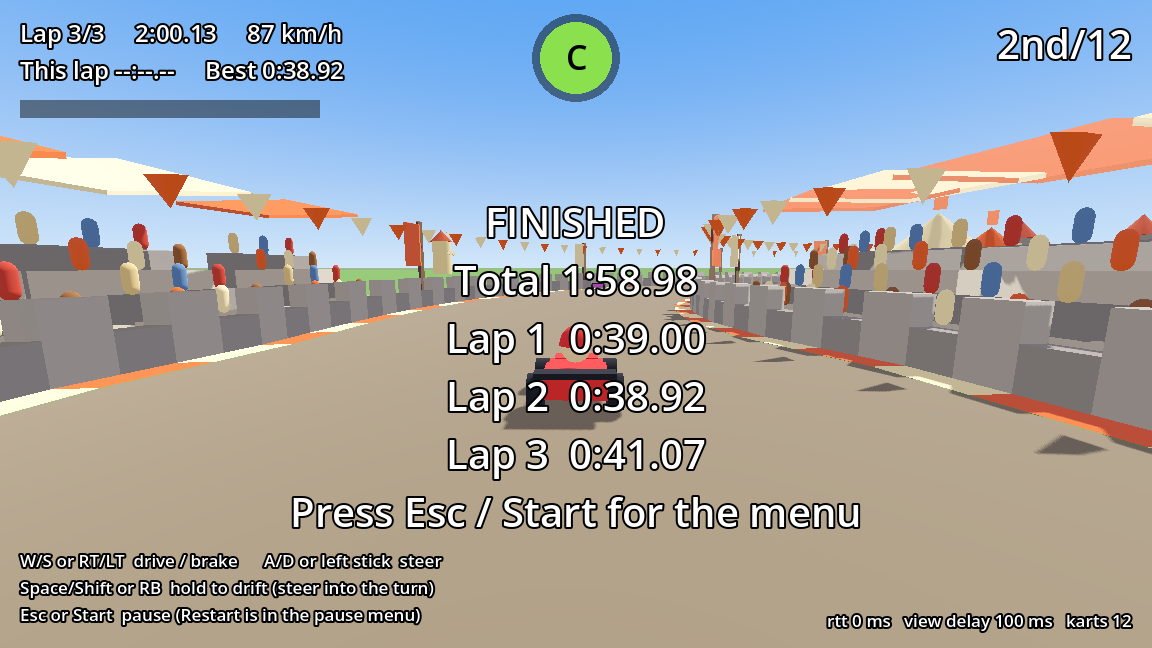 Lap 3/3 2:00.13 87 km/h
This lap --:--.-- Best 0:38.92
C
2nd/12
FINISHED
Total 1:58.98
Lap 1 0:39.00
Lap 2 0:38.92
Lap 3 0:41.07
Press Esc / Start for the menu
W/S or RT/LT drive / brake A/D or left stick steer
Space/Shift or RB hold to drift (steer into the turn)
Esc or Start pause (Restart is in the pause menu)
rtt 0 ms view delay 100 ms karts 12